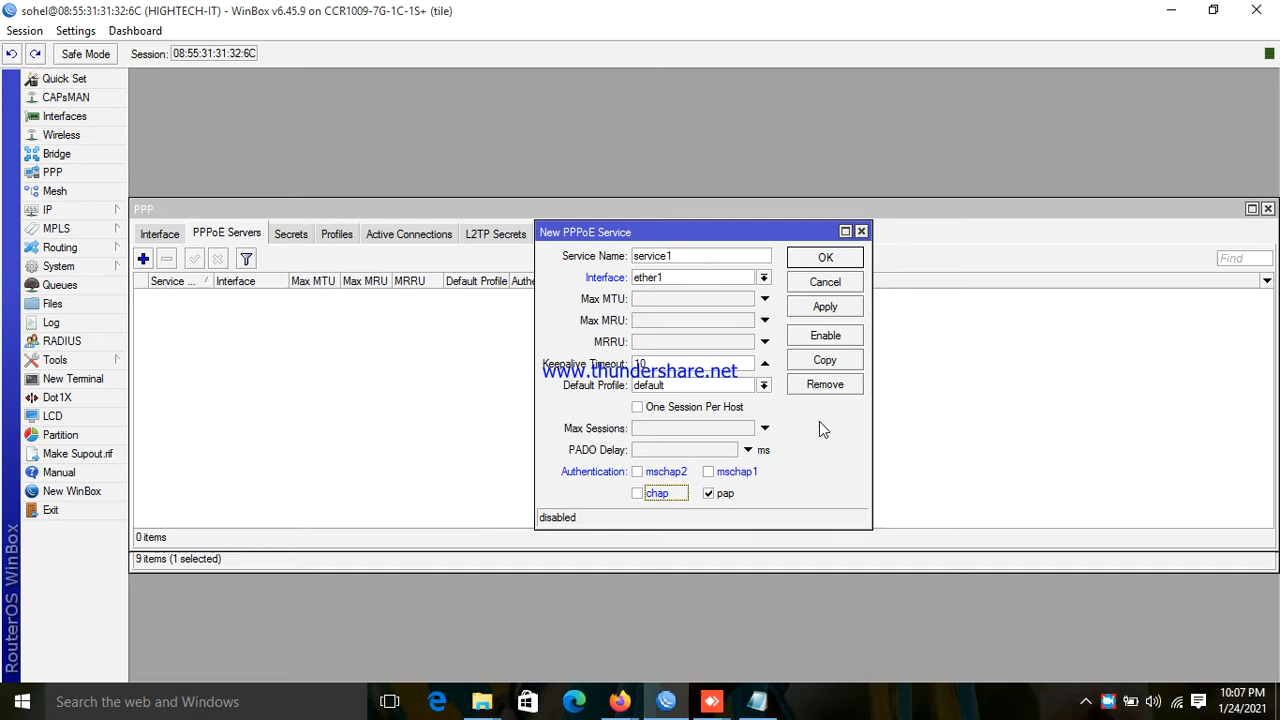 sohel@08:55:31:31:32:6C (HIGHTECH-IT) - WinBox v6.45.9 on CCR1009-7G-1C-1S+ (tile)
Session Settings Dashboard
Safe Mode Session: 08:55:31:31:32:6C
Quick Set
CAPsMAN
Interfaces
Wireless
Bridge
PPP
Mesh
IP
MPLS
Routing
System
Queues
Files
Log
RADIUS
Tools
New Terminal
Dot1X
LCD
Partition
Make Supout.rif
Manual
New WinBox
Exit
RouterOS WinBox
PPP
Interface PPPoE Servers Secrets Profiles Active Connections L2TP Secrets
Find
Service ... Interface Max MTU Max MRU MRRU Default Profile Authe
0 items
9 items (1 selected)
New PPPoE Service
Service Name: service1
Interface: ether1
Max MTU:
Max MRU:
MRRU:
Keepalive Timeout: 10
www.thundershare.net
Default Profile: default
One Session Per Host
Max Sessions:
PADO Delay: ms
Authentication: mschap2 mschap1
chap pap
disabled
OK
Cancel
Apply
Enable
Copy
Remove
Search the web and Windows
10:07 PM
1/24/2021